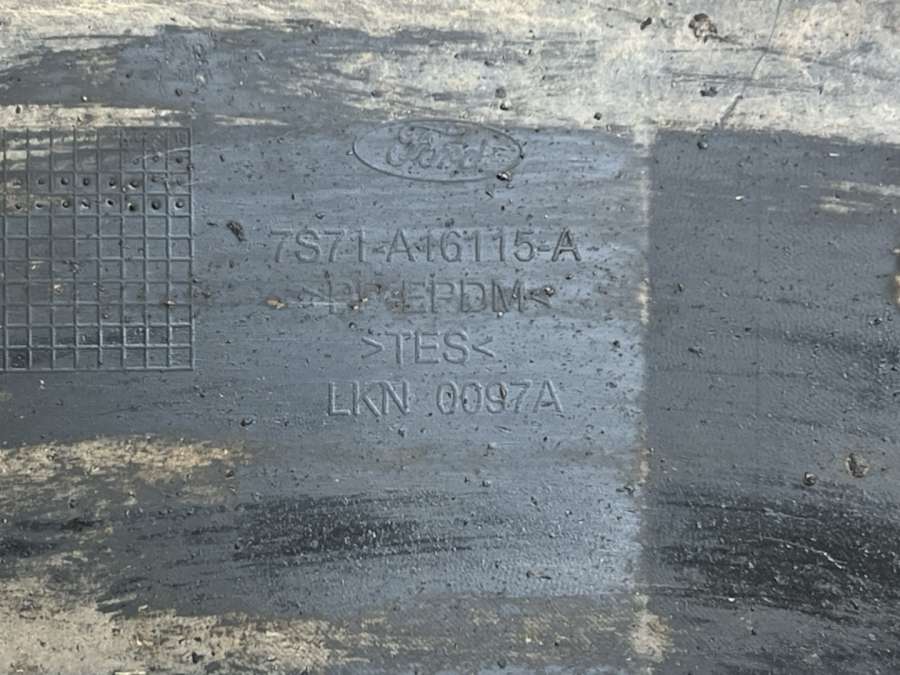 Ford
7S71-A16115-A
>PP-EPDM<
>TES<
LKN 0097A